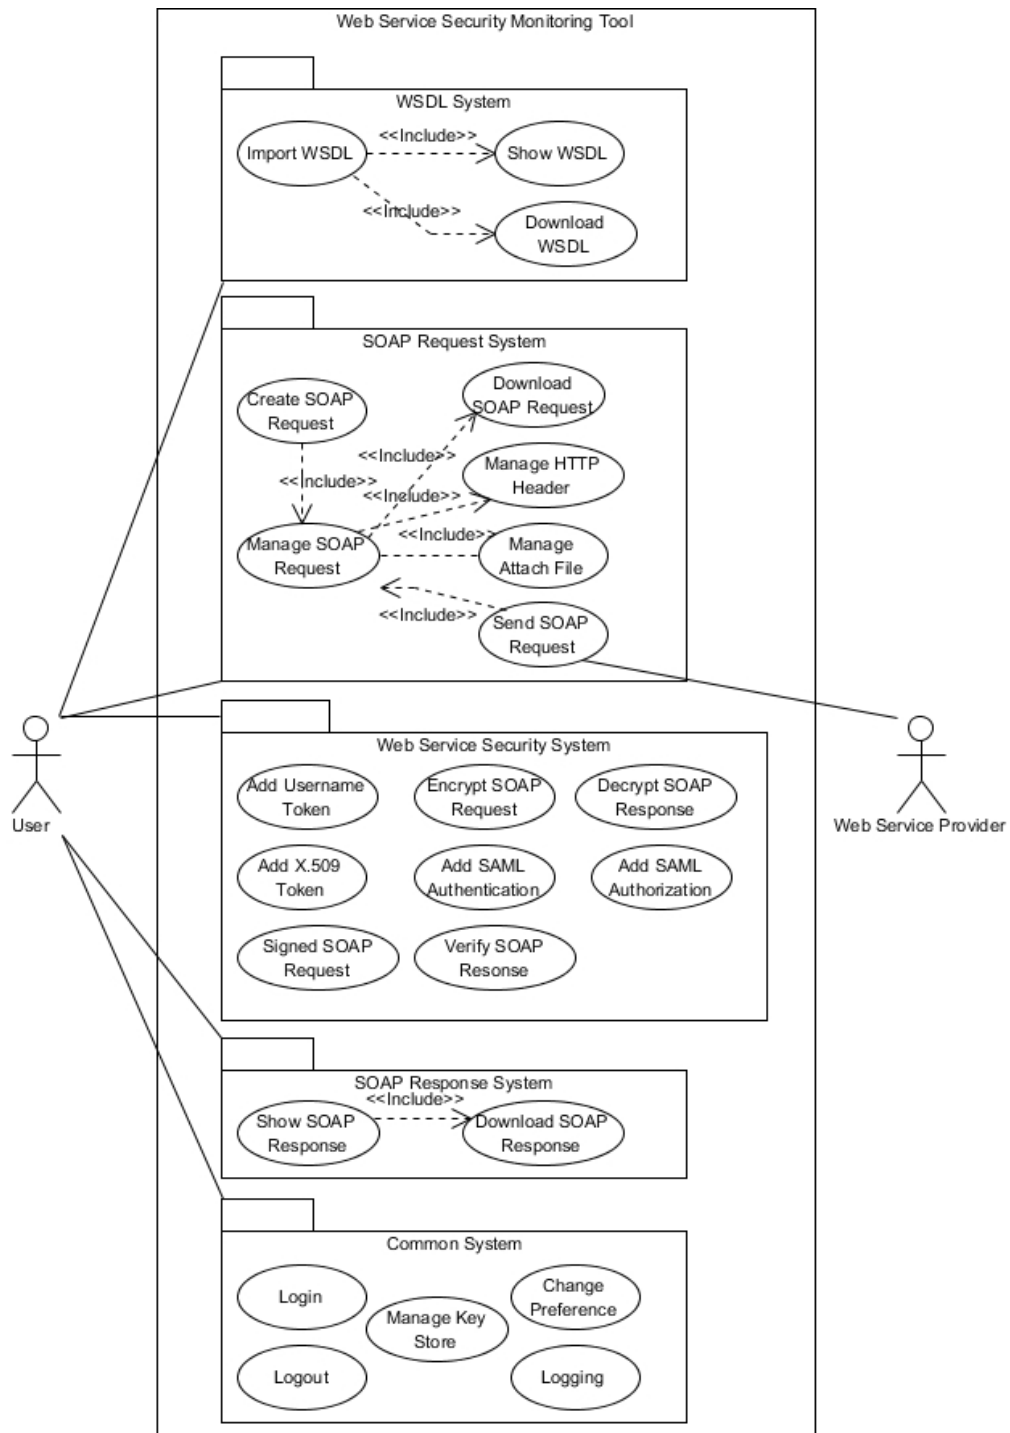 Web Service Security Monitoring Tool
WSDL System
<<Include>>
Import WSDL
Show WSDL
<<Include>>
Download
WSDL
SOAP Request System
Create SOAP
Request
Download
SOAP Request
<<Include>>
<<Include>>
Manage HTTP
Header
<<Include>>
<<Include>>
Manage SOAP
Request
Manage
Attach File
<<Include>>
Send SOAP
Request
Web Service Security System
Add Username
Token
Encrypt SOAP
Request
Decrypt SOAP
Response
User
Web Service Provider
Add X.509
Token
Add SAML
Authentication
Add SAML
Authorization
Signed SOAP
Request
Verify SOAP
Resonse
SOAP Response System
<<Include>>
Show SOAP
Response
Download SOAP
Response
Common System
Login
Manage Key
Store
Change
Preference
Logout
Logging